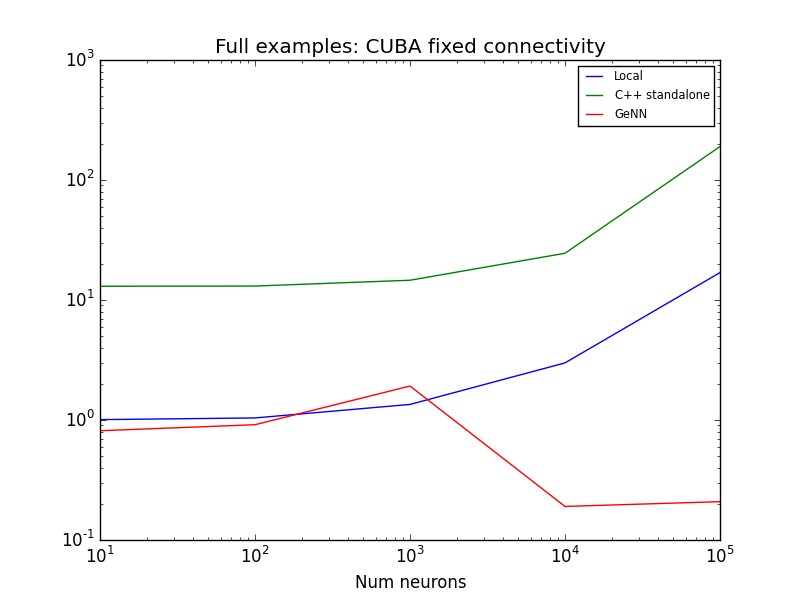 Full examples: CUBA fixed connectivity
10^3
10^2
10^1
10^0
10^-1
Local
C++ standalone
GeNN
10^1 10^2 10^3 10^4 10^5
Num neurons